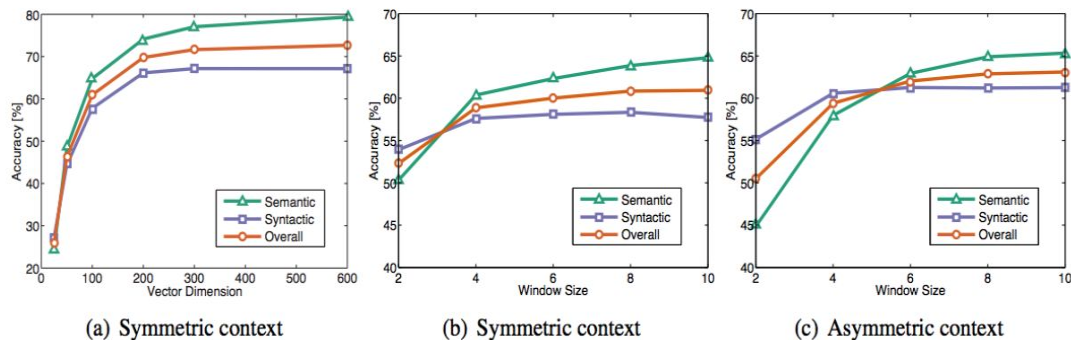 80
70
60
50
40
30
20
Accuracy [%]
0 100 200 300 400 500 600
Vector Dimension
Semantic
Syntactic
Overall
(a) Symmetric context
70
65
60
55
50
45
40
Accuracy [%]
2 4 6 8 10
Window Size
Semantic
Syntactic
Overall
(b) Symmetric context
70
65
60
55
50
45
40
Accuracy [%]
2 4 6 8 10
Window Size
Semantic
Syntactic
Overall
(c) Asymmetric context